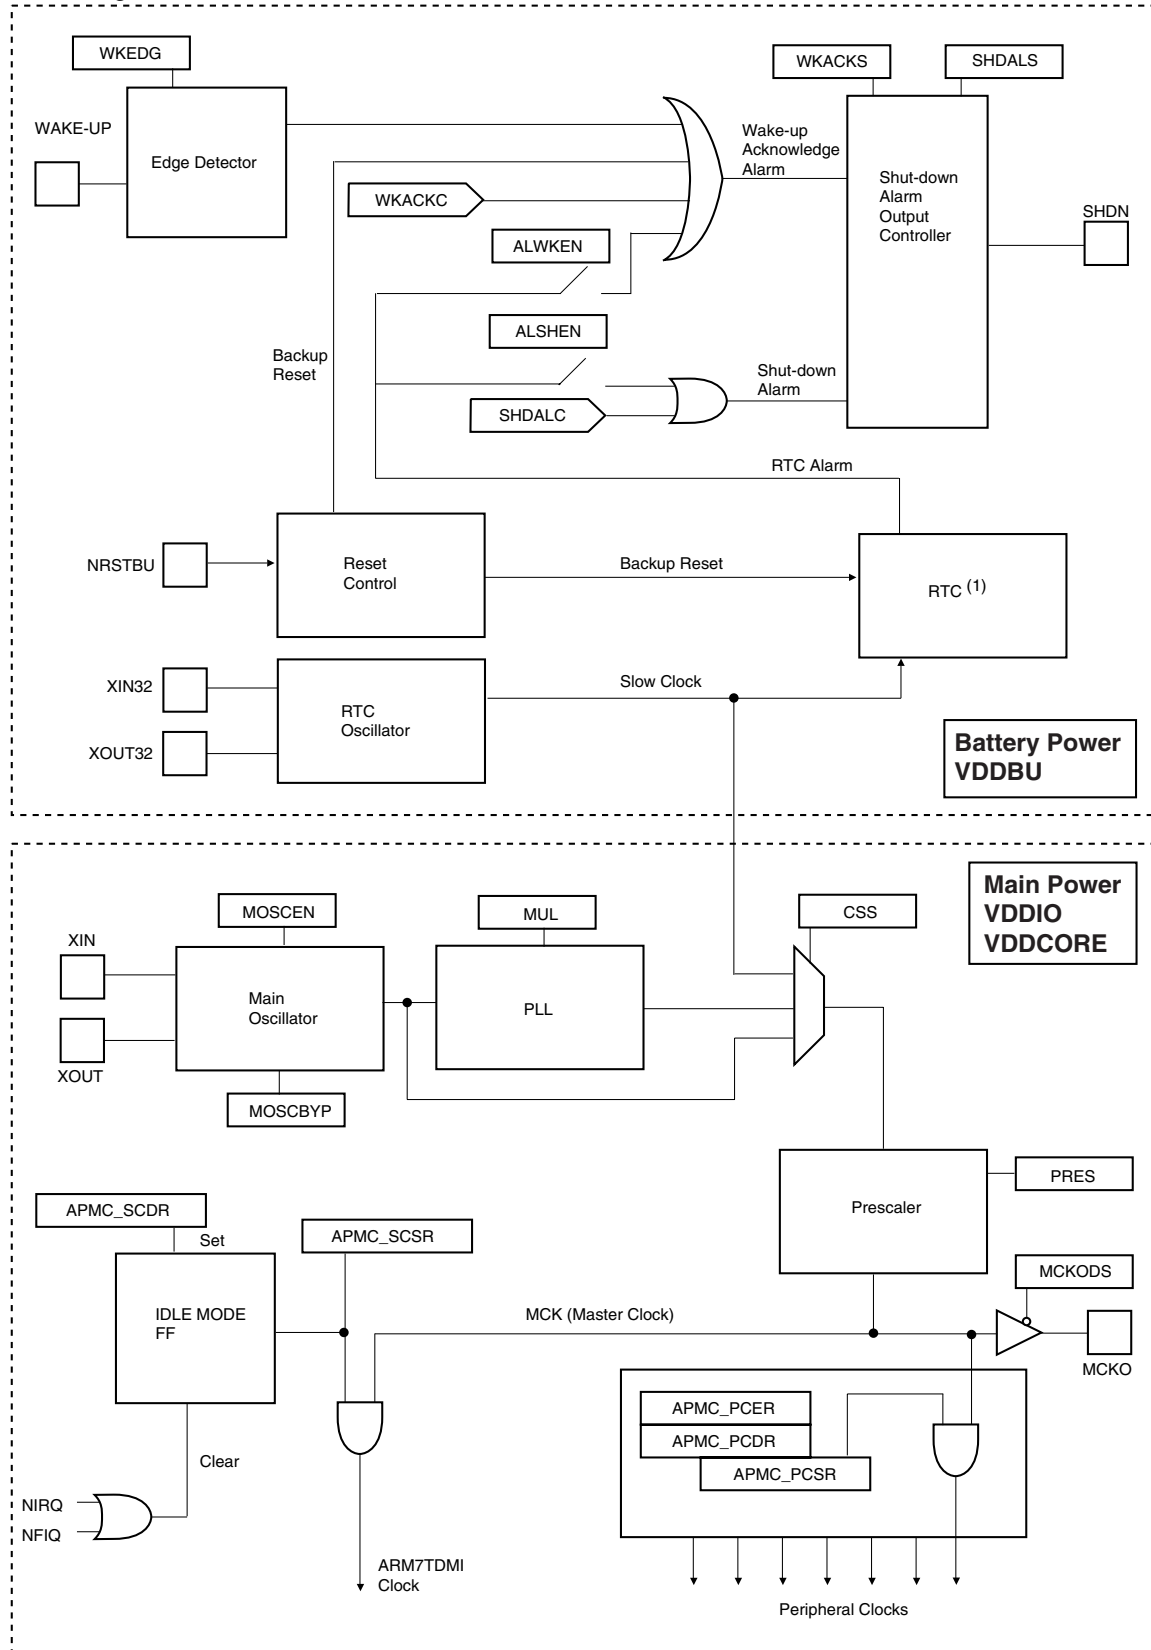 WKEDG
WAKE-UP
Edge Detector
WKACKS
SHDALS
Wake-up
Acknowledge
Alarm
Shut-down
Alarm
Output
Controller
SHDN
WKACKC
ALWKEN
ALSHEN
Backup
Reset
Shut-down
Alarm
SHDALC
RTC Alarm
NRSTBU
Reset
Control
Backup Reset
RTC (1)
XIN32
XOUT32
RTC
Oscillator
Slow Clock
Battery Power
VDDBU
Main Power
VDDIO
VDDCORE
MOSCEN
MUL
CSS
XIN
XOUT
Main
Oscillator
PLL
MOSCBYP
Prescaler
PRES
APMC_SCDR
Set
APMC_SCSR
IDLE MODE
FF
MCK (Master Clock)
MCKODS
MCKO
APMC_PCER
APMC_PCDR
APMC_PCSR
Clear
NIRQ
NFIQ
ARM7TDMI
Clock
Peripheral Clocks